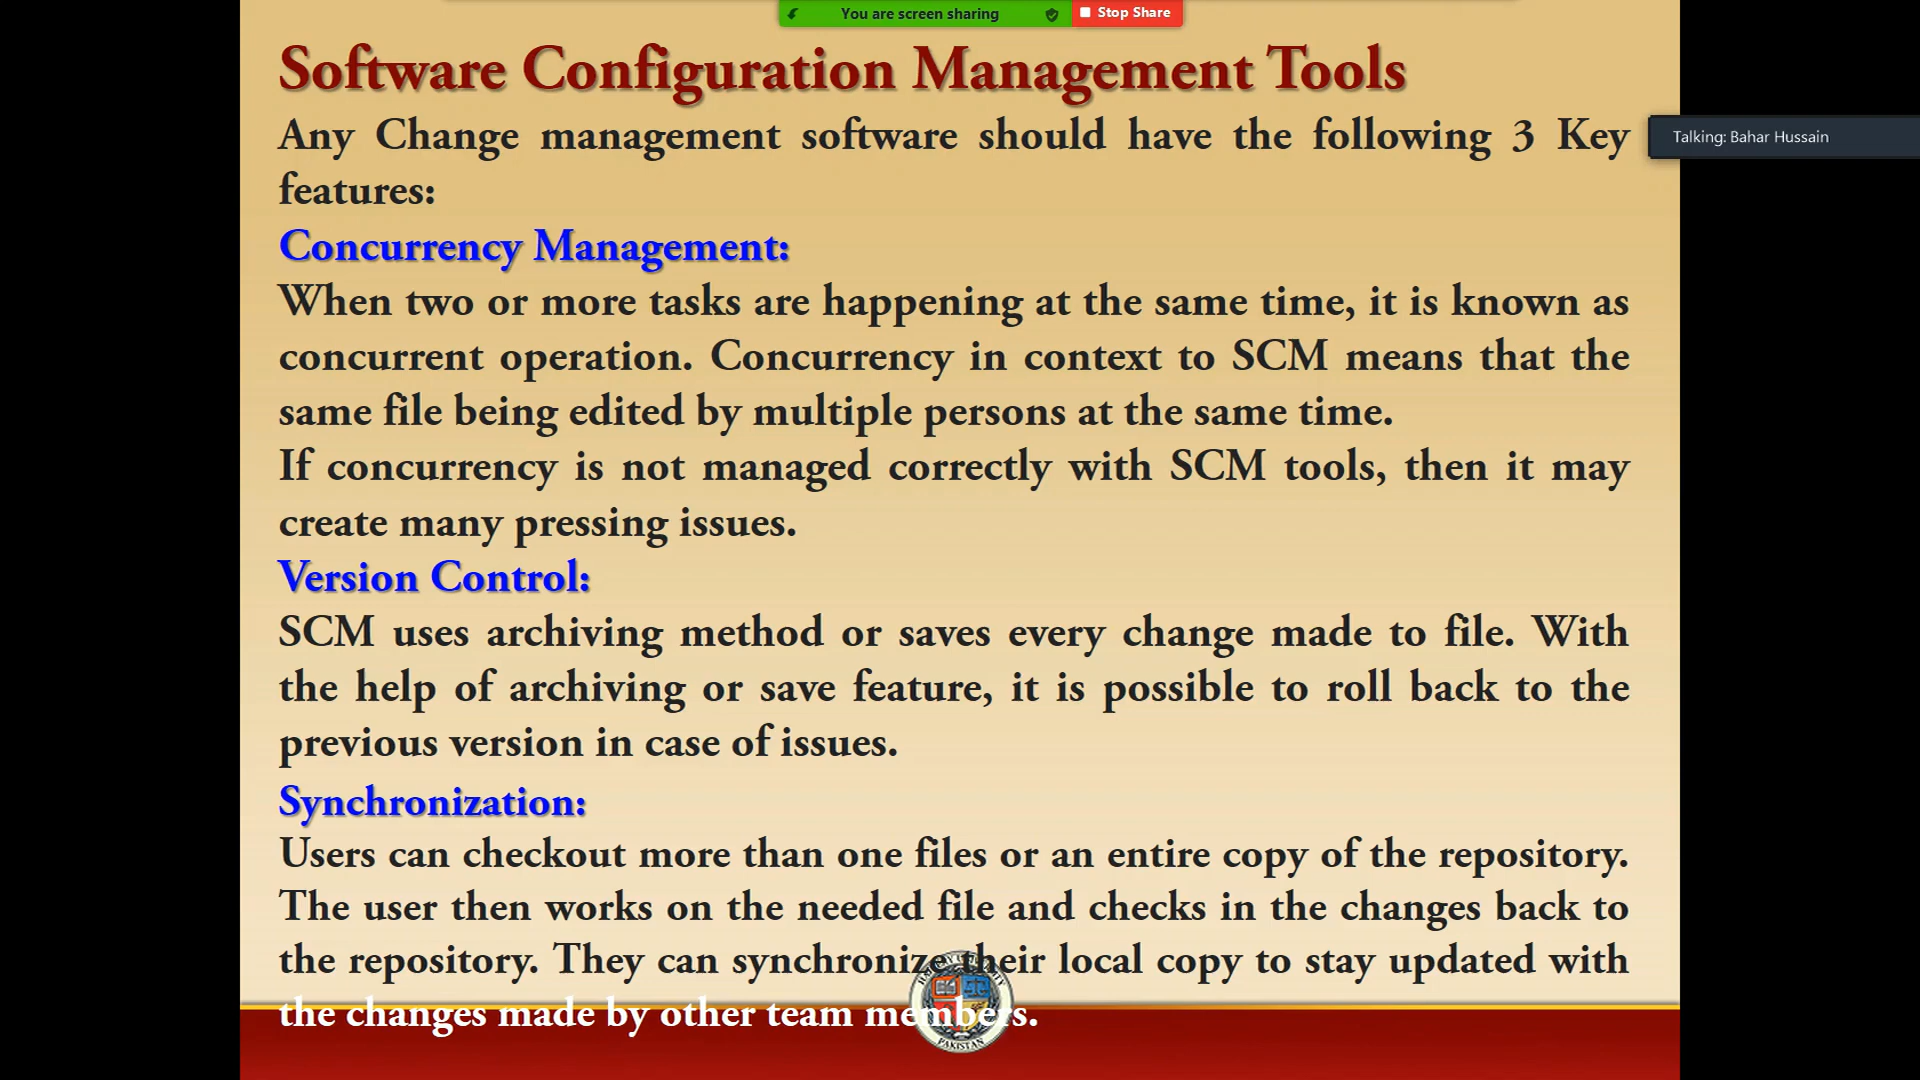 You are screen sharing
Stop Share
Software Configuration Management Tools
Any Change management software should have the following 3 Key
Talking: Bahar Hussain
features:
Concurrency Management:
When two or more tasks are happening at the same time, it is known as
concurrent operation. Concurrency in context to SCM means that the
same file being edited by multiple persons at the same time.
If concurrency is not managed correctly with SCM tools, then it may
create many pressing issues.
Version Control:
SCM uses archiving method or saves every change made to file. With
the help of archiving or save feature, it is possible to roll back to the
previous version in case of issues.
Synchronization:
Users can checkout more than one files or an entire copy of the repository.
The user then works on the needed file and checks in the changes back to
the repository. They can synchronize their local copy to stay updated with
the changes made by other team members.
PAKISTAN